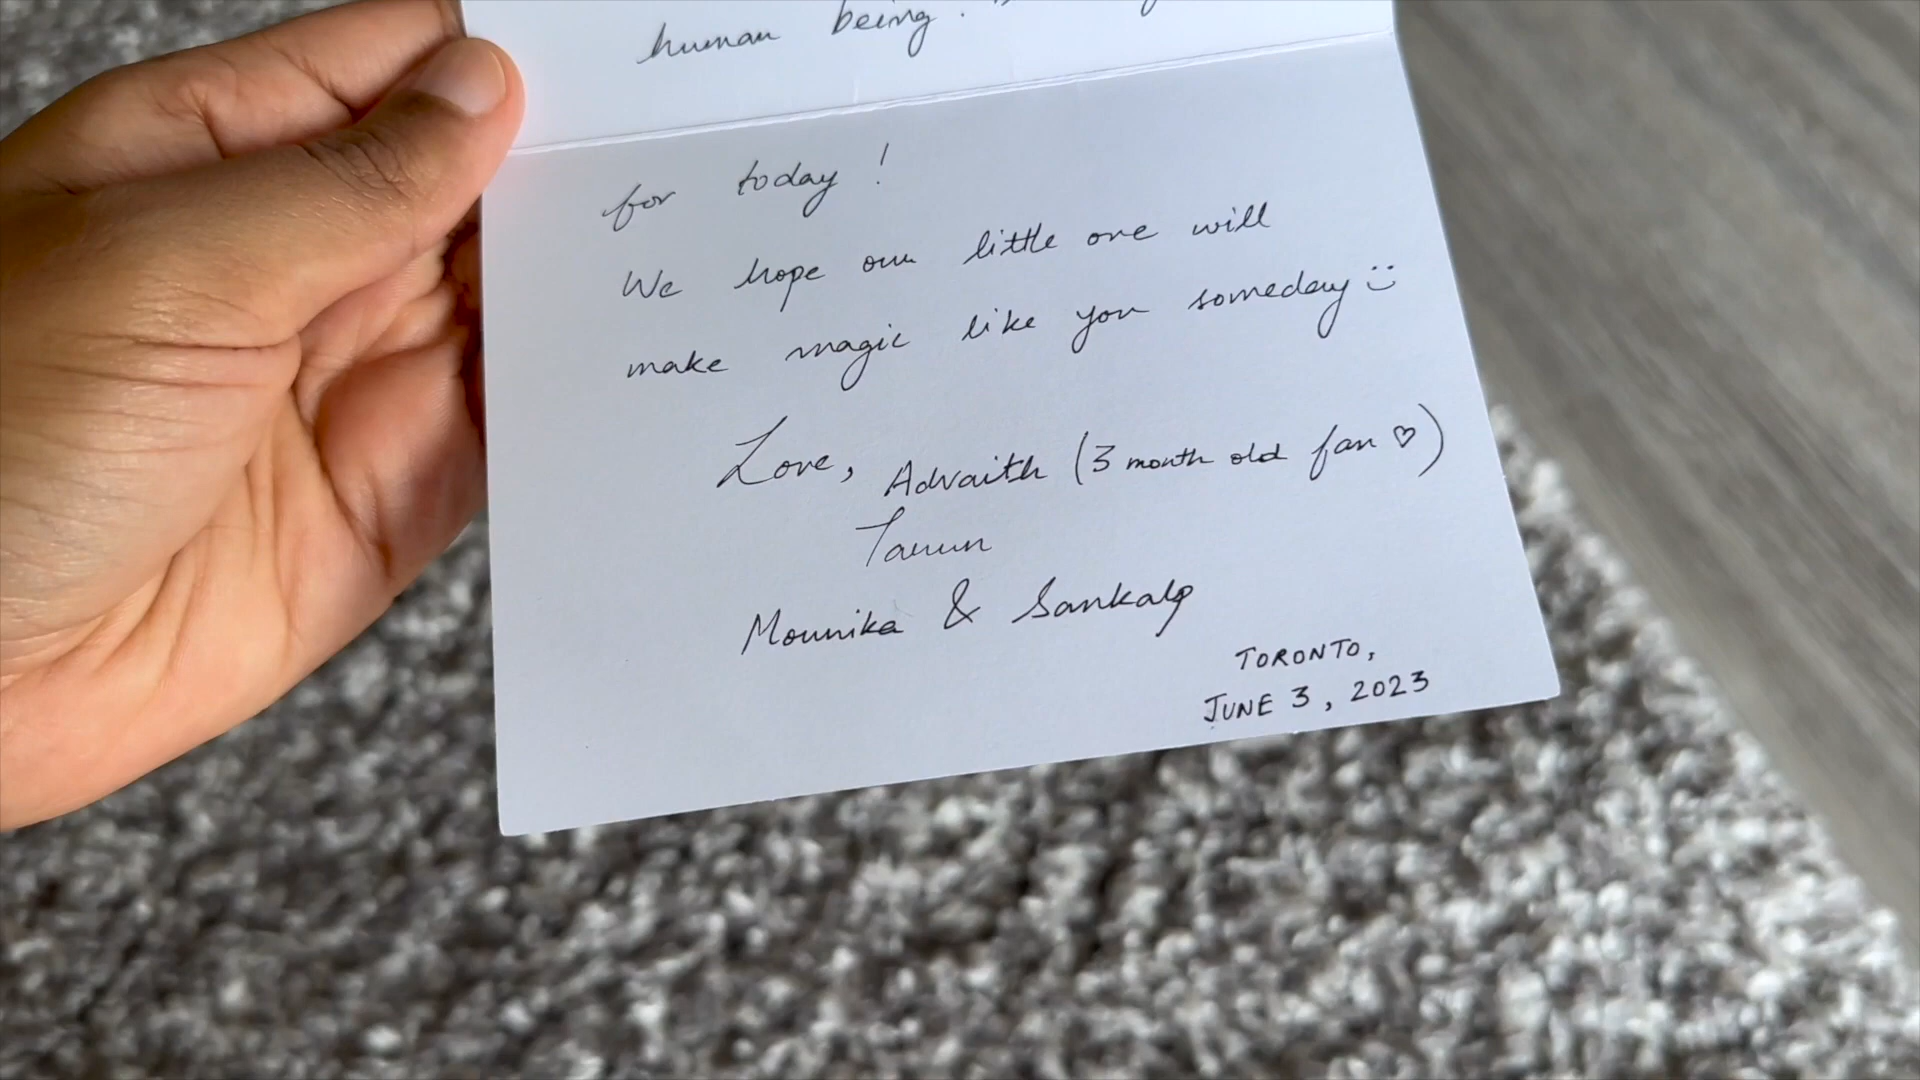 human being.
for today!
We hope our little one will
make magic like you someday :)
Love, Advaith (3 month old fan ♡)
Tarun
Mounika & Sankalp
TORONTO,
JUNE 3, 2023